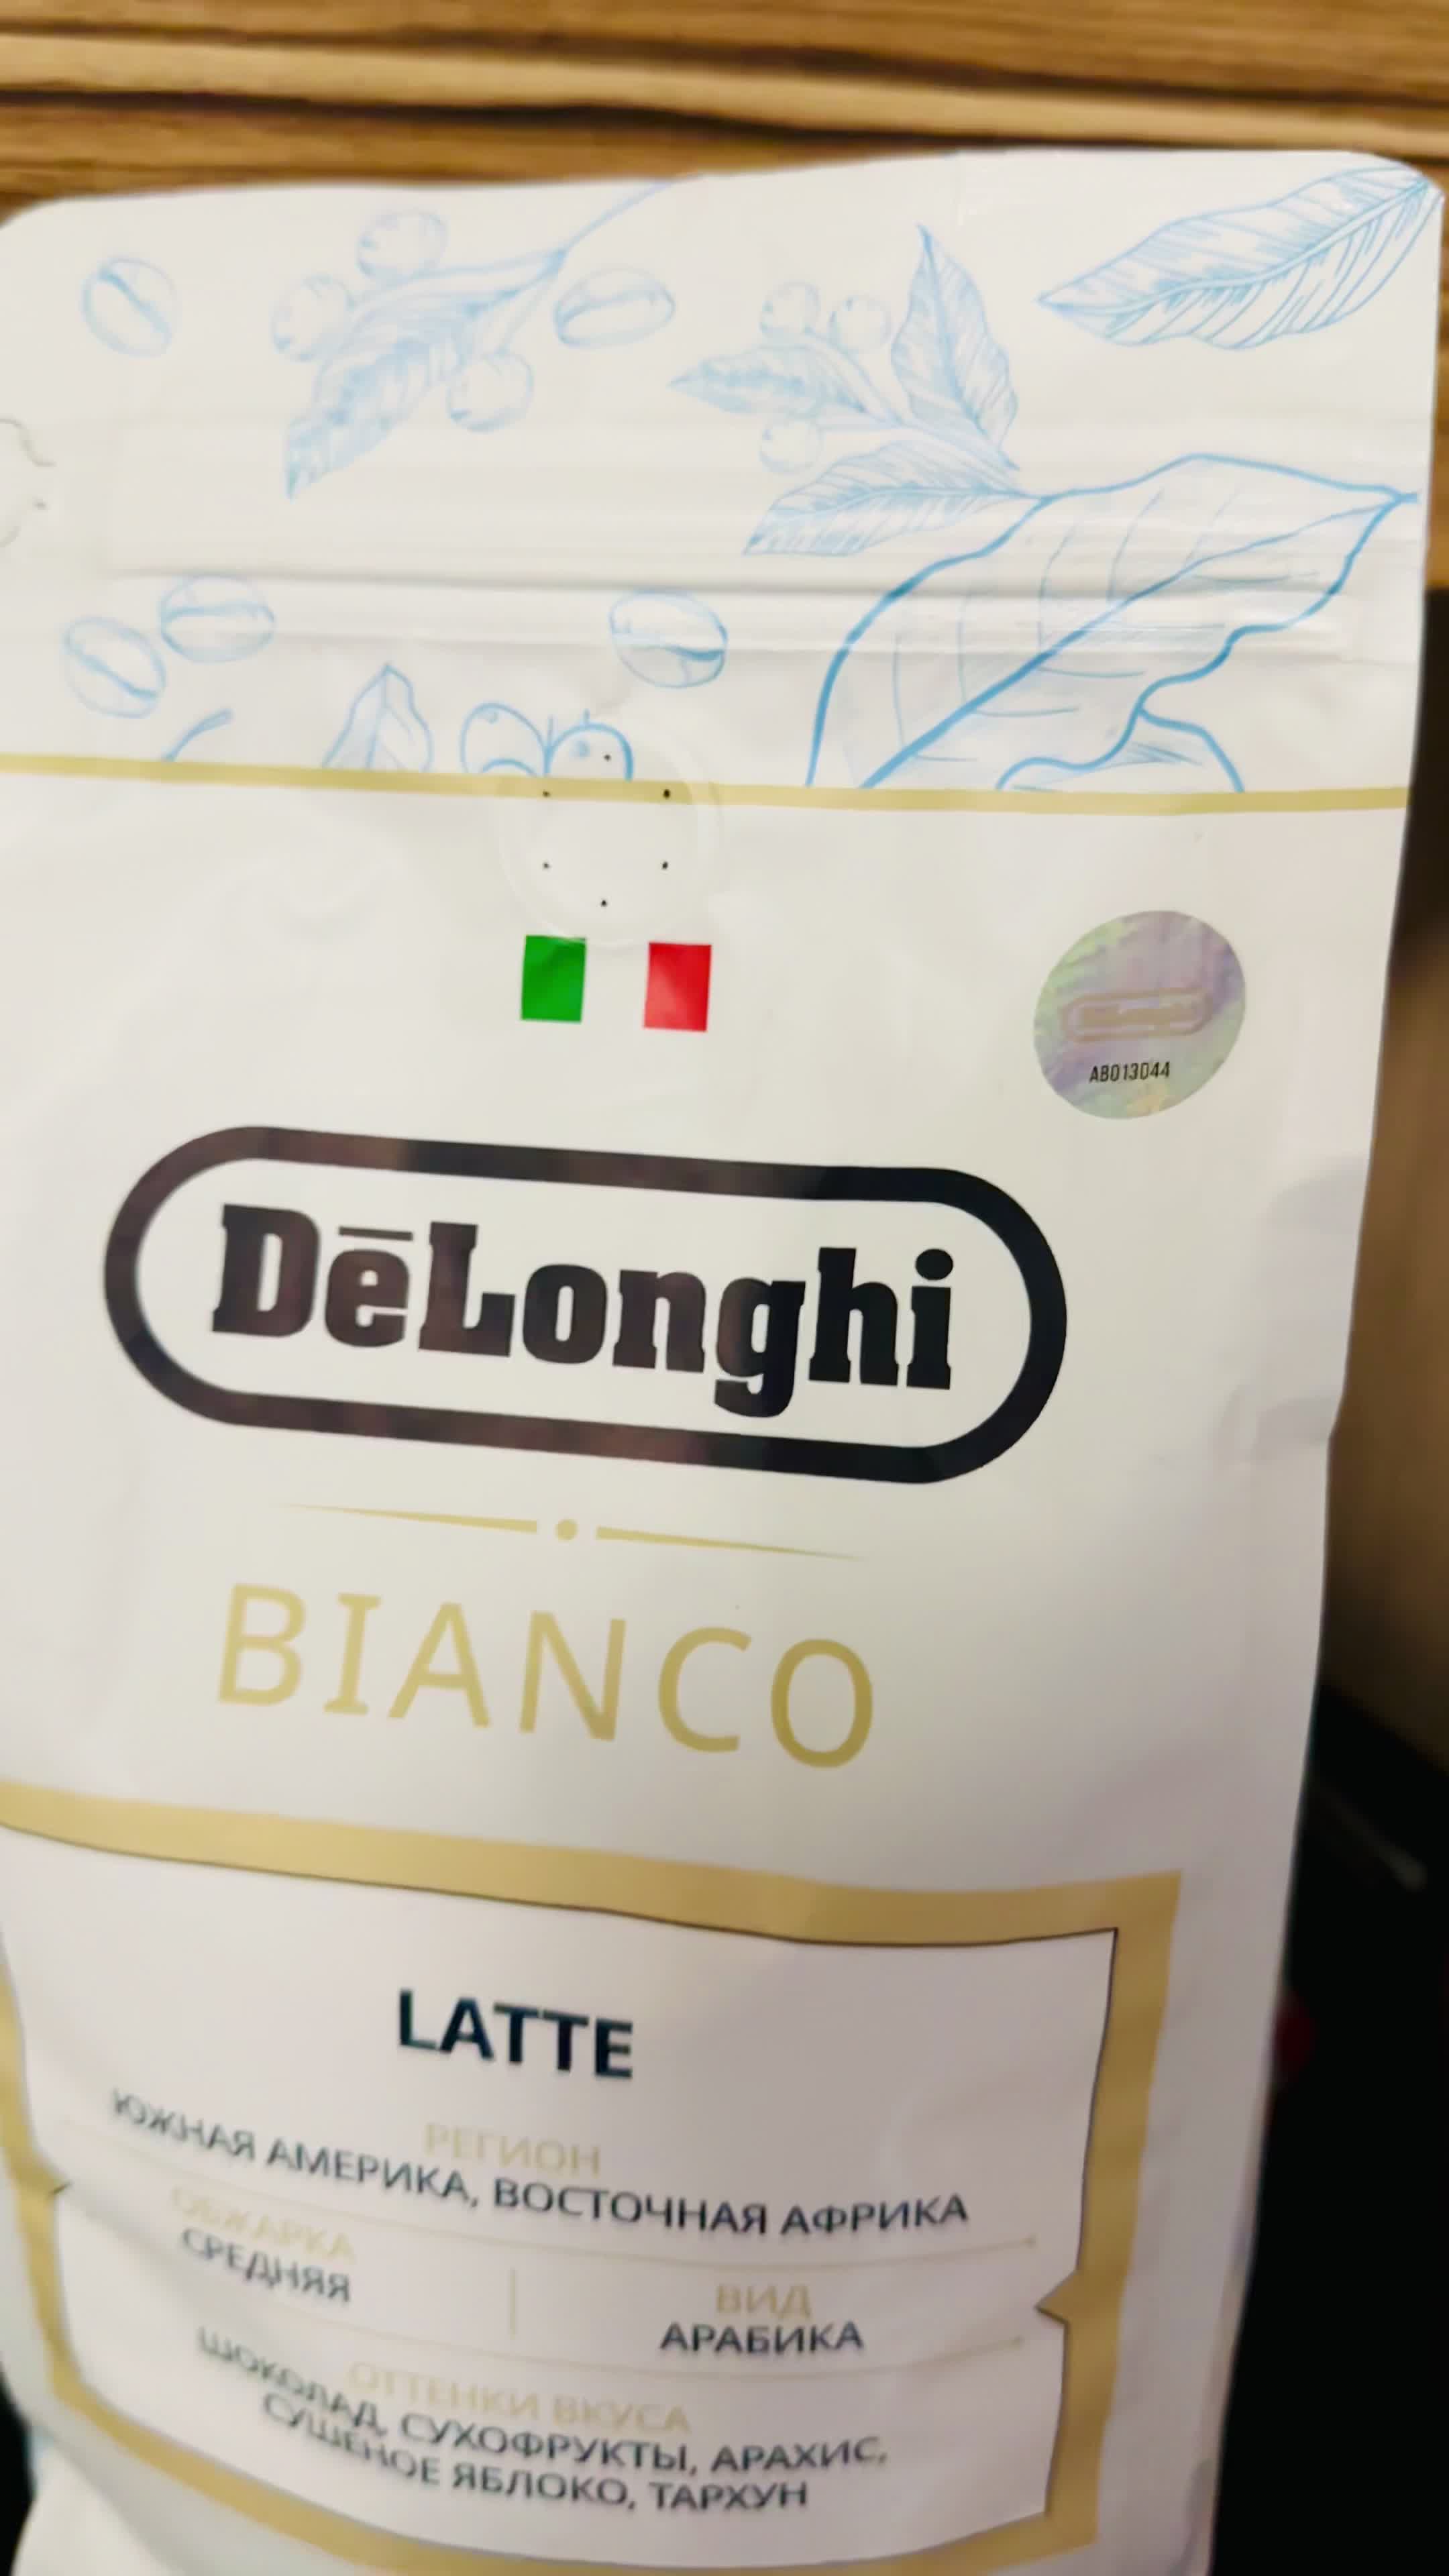 AB013044
DēLonghi
BIANCO
LATTE
РЕГИОН
ЮЖНАЯ АМЕРИКА, ВОСТОЧНАЯ АФРИКА
ОБЖАРКА
СРЕДНЯЯ
ВИД
АРАБИКА
ОТТЕНКИ ВКУСА
ШОКОЛАД, СУХОФРУКТЫ, АРАХИС,
СУШЕНОЕ ЯБЛОКО, ТАРХУН